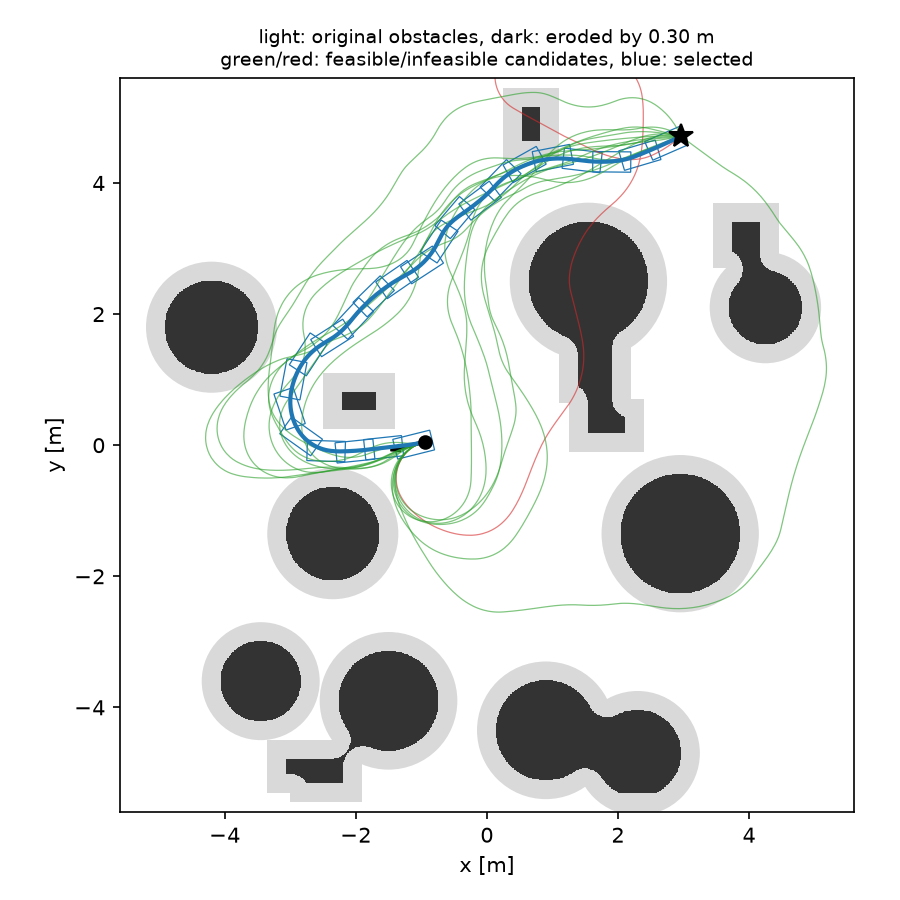 light: original obstacles, dark: eroded by 0.30 m
green/red: feasible/infeasible candidates, blue: selected
4
2
0
−2
−4
y [m]
−4
−2
0
2
4
x [m]